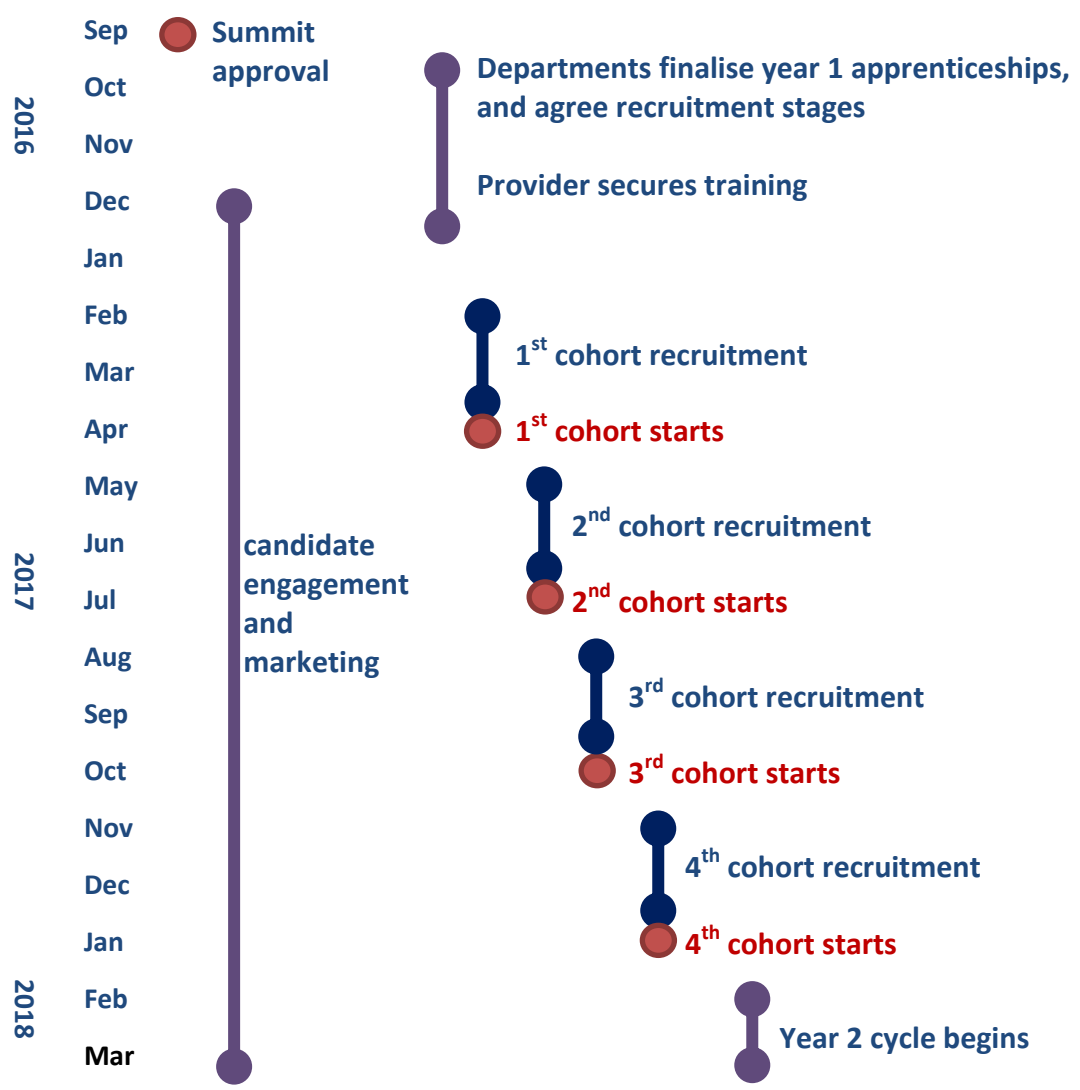 Sep
Summit
approval
Departments finalise year 1 apprenticeships,
and agree recruitment stages
Oct
2016
Nov
Provider secures training
Dec
Jan
Feb
1st cohort recruitment
Mar
Apr
1st cohort starts
May
2nd cohort recruitment
Jun
candidate
engagement
and
marketing
2017
Jul
2nd cohort starts
Aug
3rd cohort recruitment
Sep
Oct
3rd cohort starts
Nov
4th cohort recruitment
Dec
Jan
4th cohort starts
2018
Feb
Year 2 cycle begins
Mar